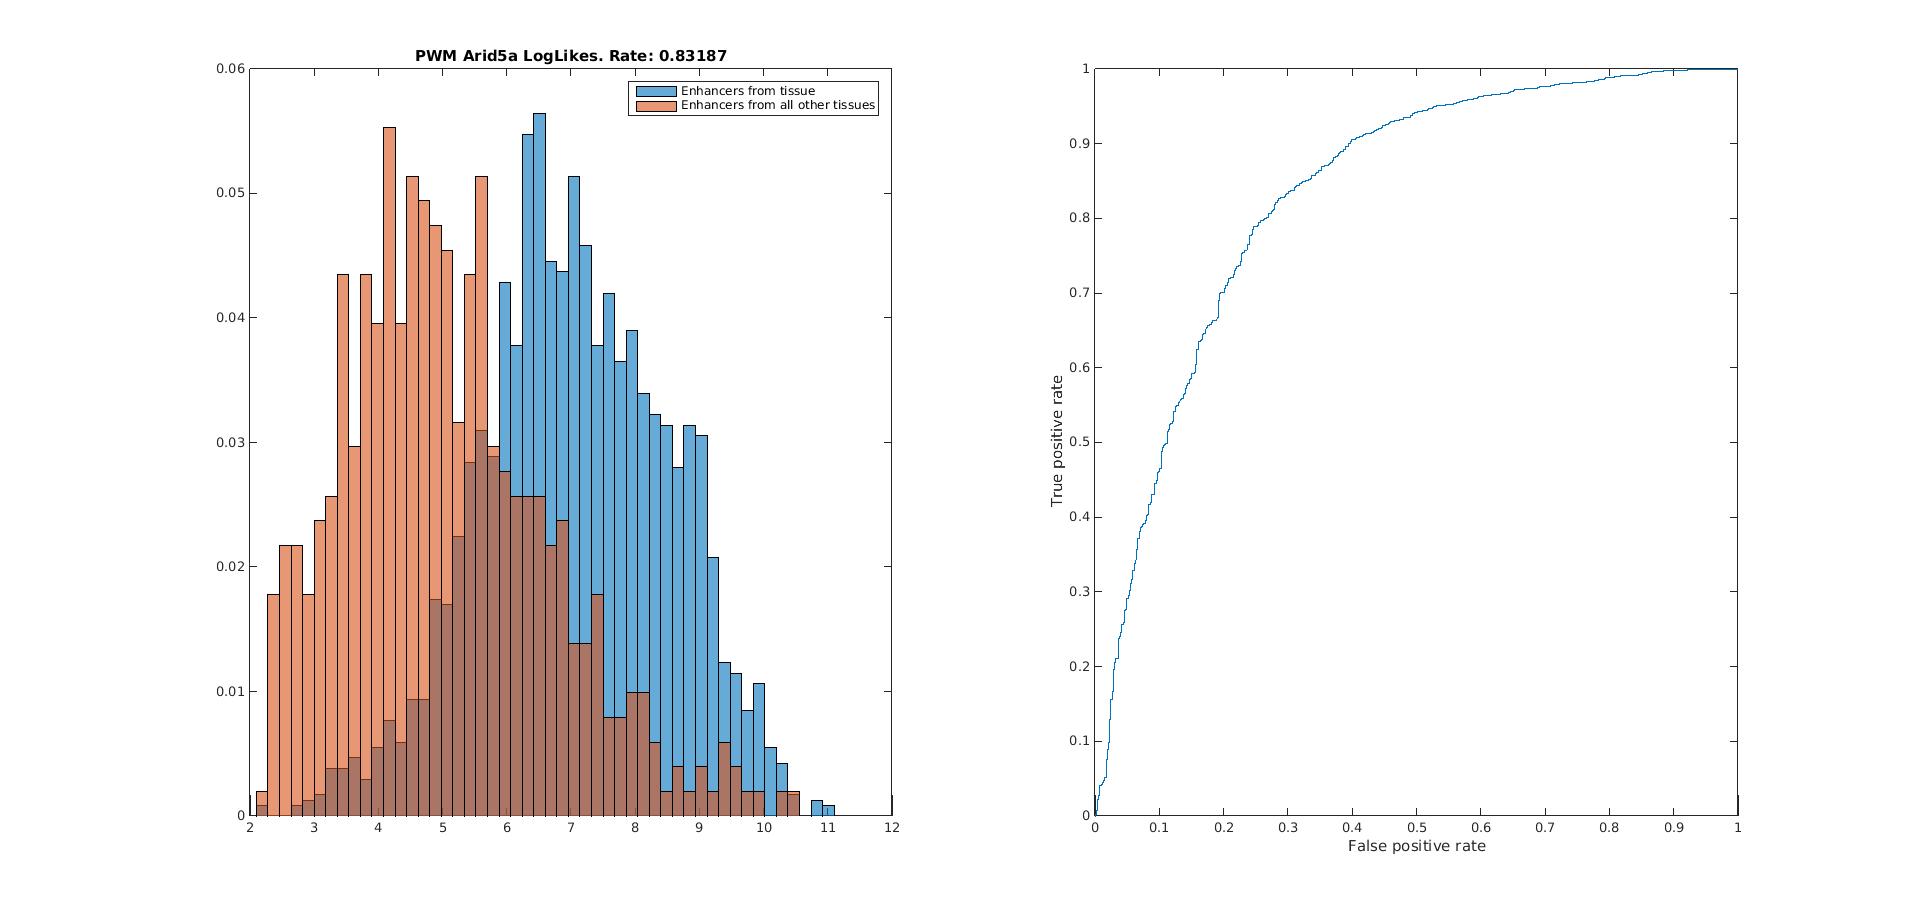 PWM Arid5a LogLikes. Rate: 0.83187
Enhancers from tissue
Enhancers from all other tissues
0.06
0.05
0.04
0.03
0.02
0.01
0
2 3 4 5 6 7 8 9 10 11 12
True positive rate
1
0.9
0.8
0.7
0.6
0.5
0.4
0.3
0.2
0.1
0
0 0.1 0.2 0.3 0.4 0.5 0.6 0.7 0.8 0.9 1
False positive rate